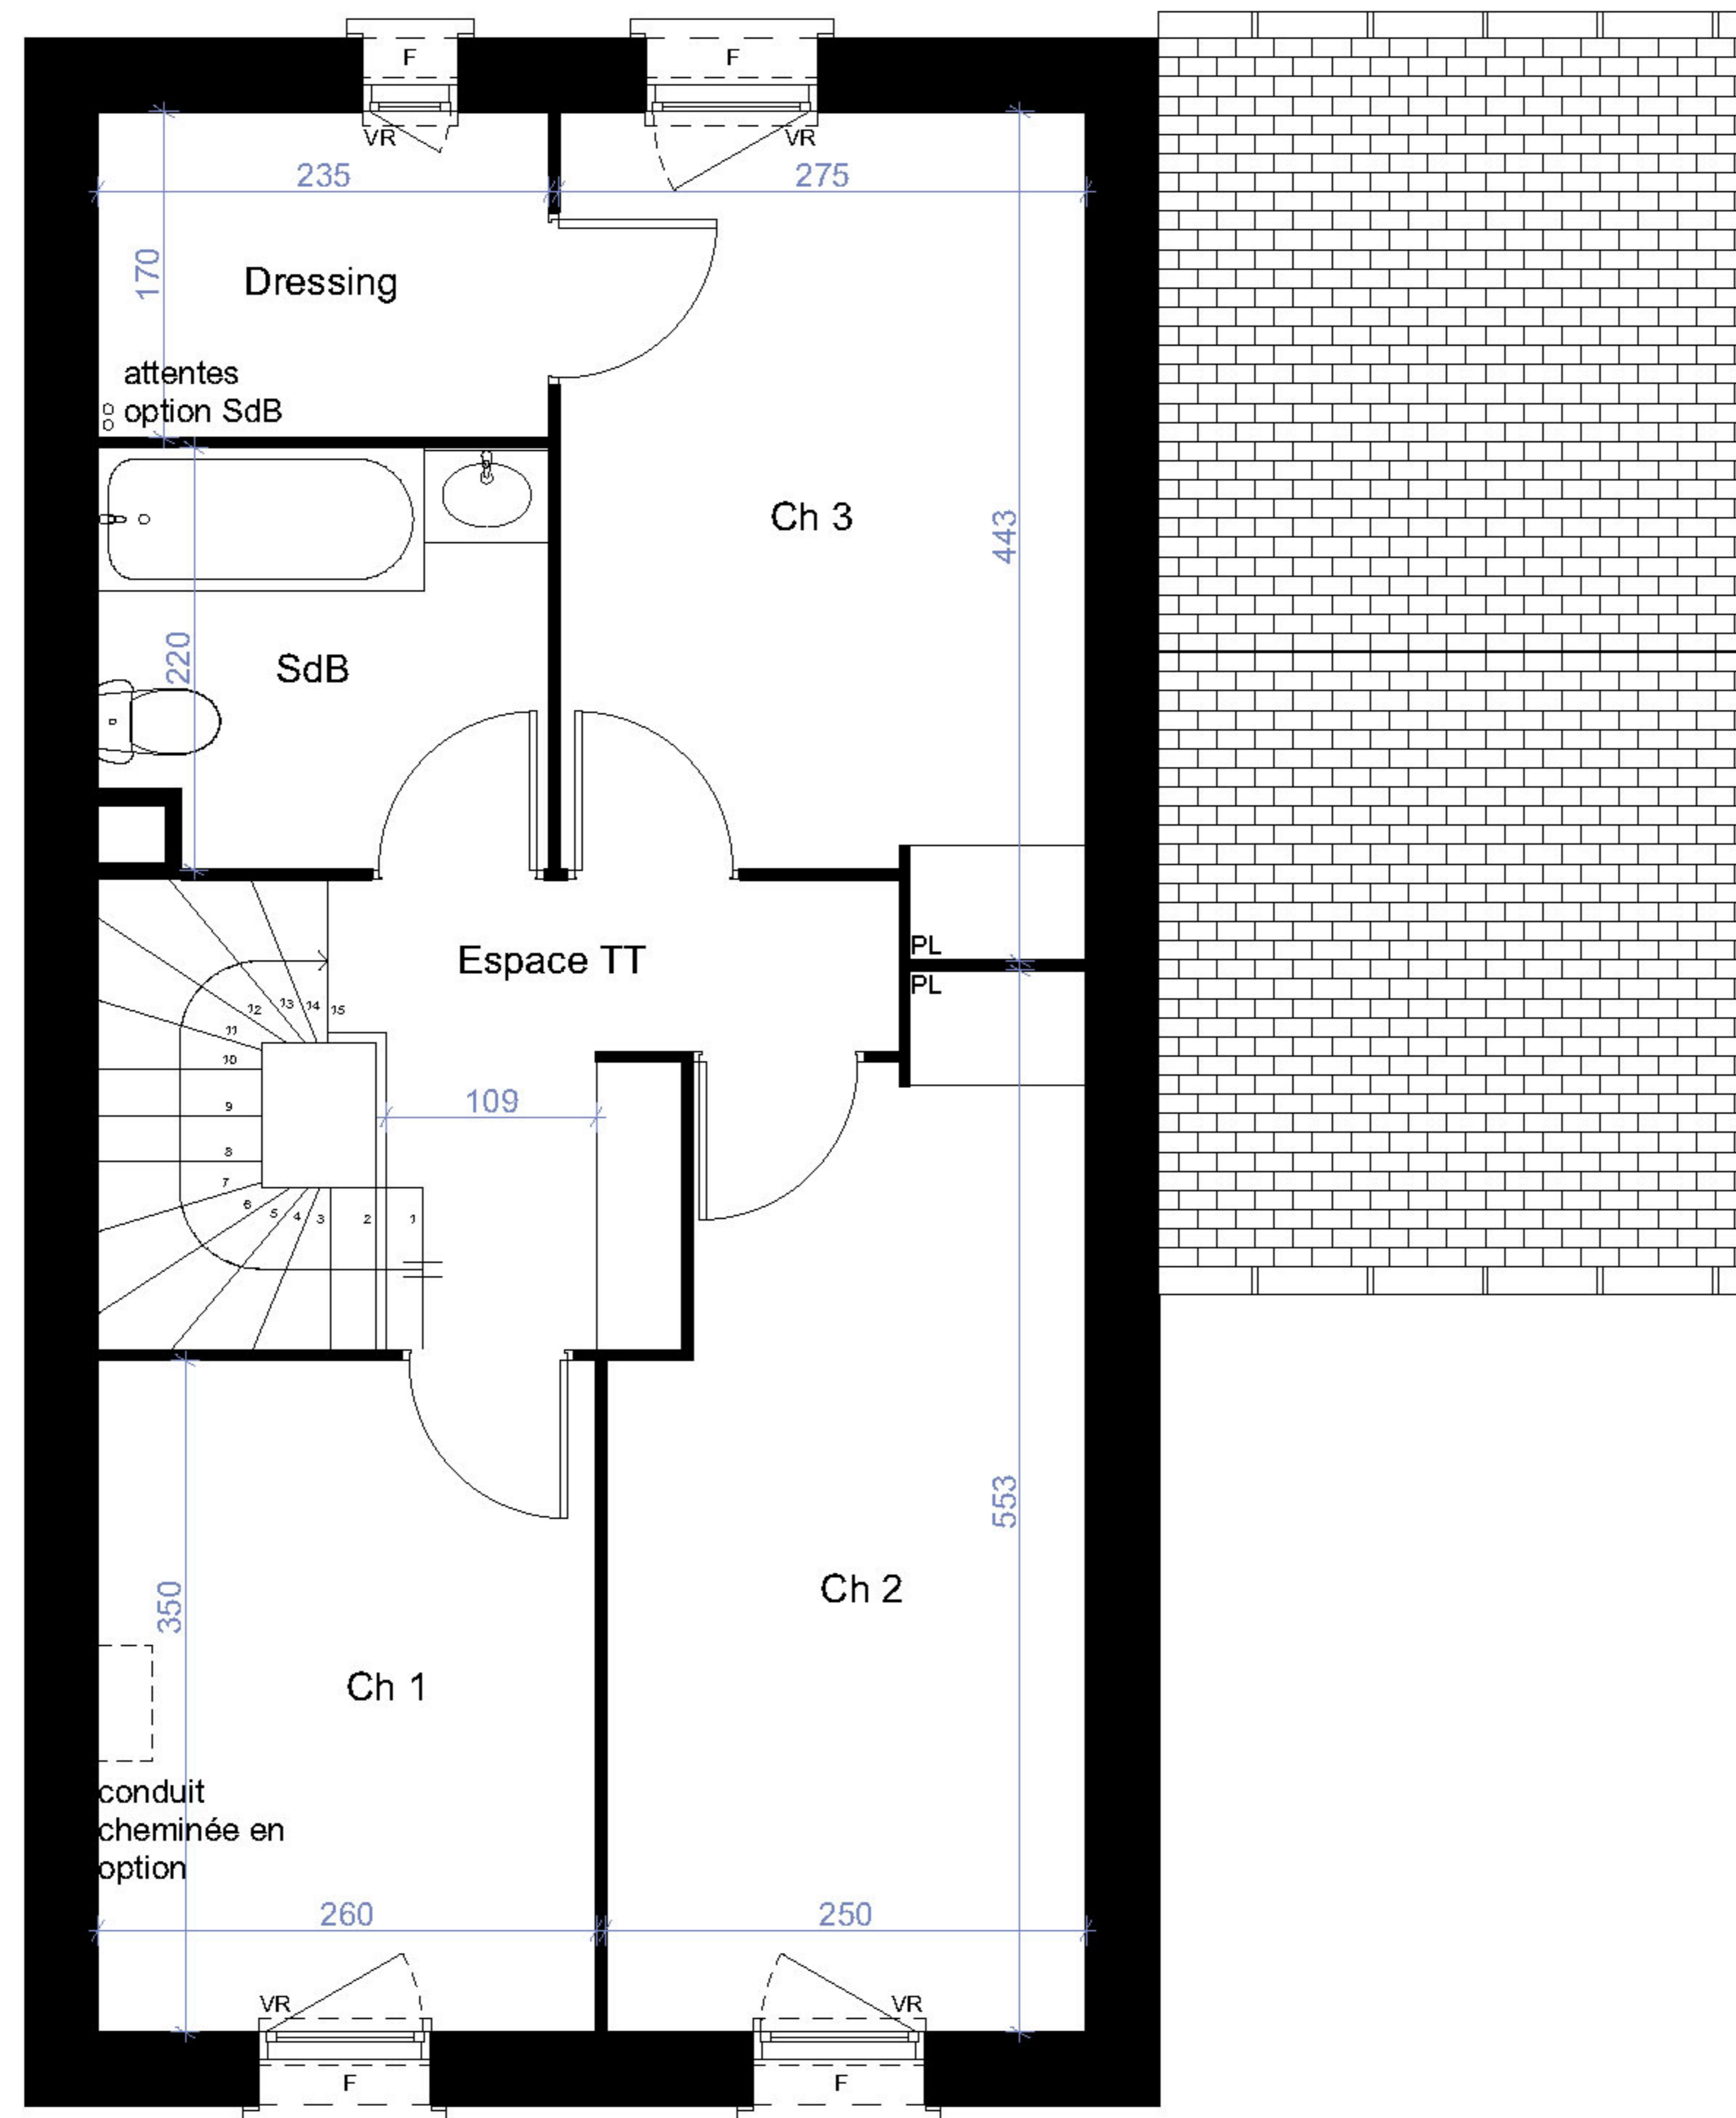 F
F
VR
VR
235
275
170
Dressing
attentes
option SdB
Ch 3
443
220
SdB
PL
Espace TT
PL
12
13
14
15
11
10
109
9
8
7
6
5
4
3
2
1
553
Ch 2
350
Ch 1
conduit
cheminée en
option
260
250
VR
VR
F
F